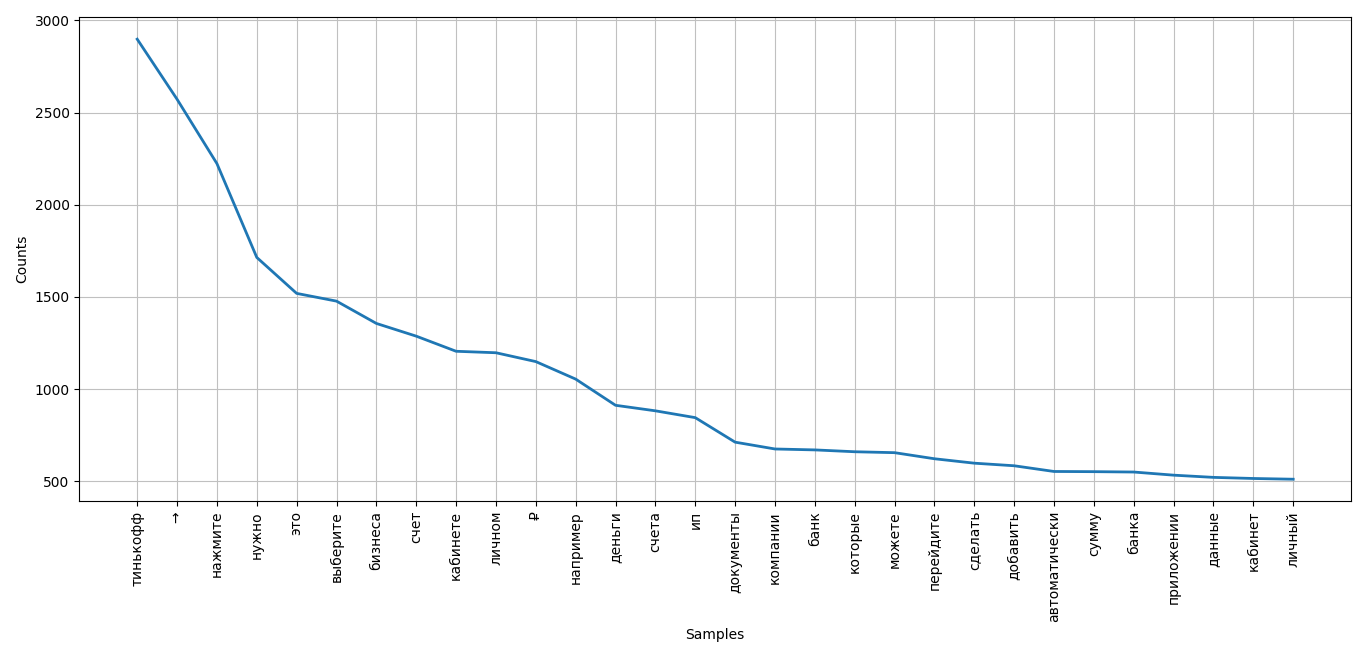 3000
2500
2000
1500
1000
500
Counts
тинькофф
→
нажмите
нужно
это
выберите
бизнеса
счет
кабинете
личном
₽
например
деньги
счета
ип
документы
компании
банк
которые
можете
перейдите
сделать
добавить
автоматически
сумму
банка
приложении
данные
кабинет
личный
Samples